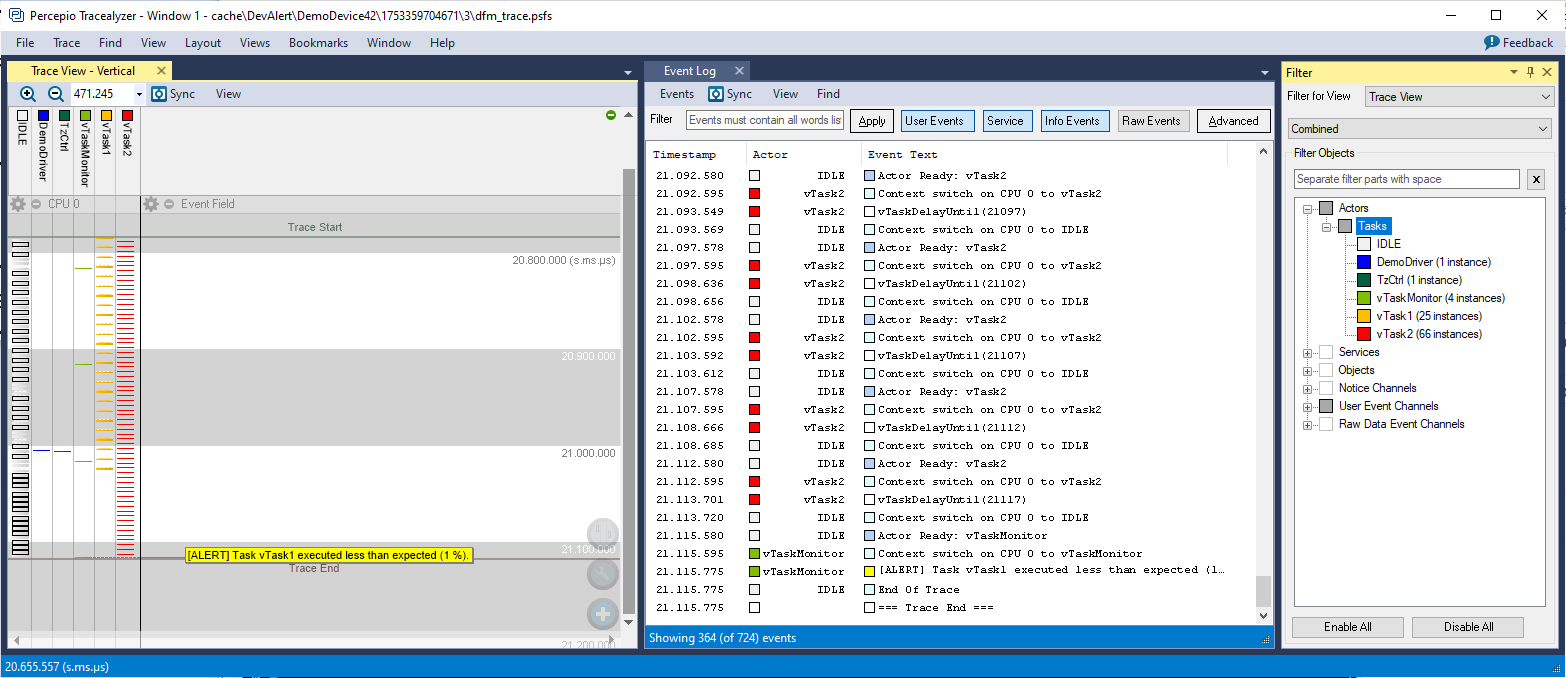 Percepio Tracealyzer - Window 1 - cache\DevAlert\DemoDevice42\1753359704671\3\dfm_trace.psfs
File Trace Find View Layout Views Bookmarks Window Help Feedback
Trace View - Vertical
471.245 Sync View
IDLE
DemoDriver
TzCtrl
vTaskMonitor
vTask1
vTask2
CPU 0 Event Field
Trace Start
20.800.000 (s.ms.µs)
20.900.000
21.000.000
21.100.000
[ALERT] Task vTask1 executed less than expected (1 %).
Trace End
21.200.000
Event Log
Events Sync View Find
Filter Events must contain all words lis Apply User Events Service Info Events Raw Events Advanced
Timestamp Actor Event Text
21.092.580 IDLE Actor Ready: vTask2
21.092.595 vTask2 Context switch on CPU 0 to vTask2
21.093.549 vTask2 vTaskDelayUntil(21097)
21.093.569 IDLE Context switch on CPU 0 to IDLE
21.097.578 IDLE Actor Ready: vTask2
21.097.595 vTask2 Context switch on CPU 0 to vTask2
21.098.636 vTask2 vTaskDelayUntil(21102)
21.098.656 IDLE Context switch on CPU 0 to IDLE
21.102.578 IDLE Actor Ready: vTask2
21.102.595 vTask2 Context switch on CPU 0 to vTask2
21.103.592 vTask2 vTaskDelayUntil(21107)
21.103.612 IDLE Context switch on CPU 0 to IDLE
21.107.578 IDLE Actor Ready: vTask2
21.107.595 vTask2 Context switch on CPU 0 to vTask2
21.108.666 vTask2 vTaskDelayUntil(21112)
21.108.685 IDLE Context switch on CPU 0 to IDLE
21.112.580 IDLE Actor Ready: vTask2
21.112.595 vTask2 Context switch on CPU 0 to vTask2
21.113.701 vTask2 vTaskDelayUntil(21117)
21.113.720 IDLE Context switch on CPU 0 to IDLE
21.115.580 IDLE Actor Ready: vTaskMonitor
21.115.595 vTaskMonitor Context switch on CPU 0 to vTaskMonitor
21.115.775 vTaskMonitor [ALERT] Task vTask1 executed less than expected (1…
21.115.775 IDLE End Of Trace
21.115.775 === Trace End ===
Showing 364 (of 724) events
Filter
Filter for View Trace View
Combined
Filter Objects
Separate filter parts with space x
Actors
Tasks
IDLE
DemoDriver (1 instance)
TzCtrl (1 instance)
vTaskMonitor (4 instances)
vTask1 (25 instances)
vTask2 (66 instances)
Services
Objects
Notice Channels
User Event Channels
Raw Data Event Channels
Enable All Disable All
20.655.557 (s.ms.µs)